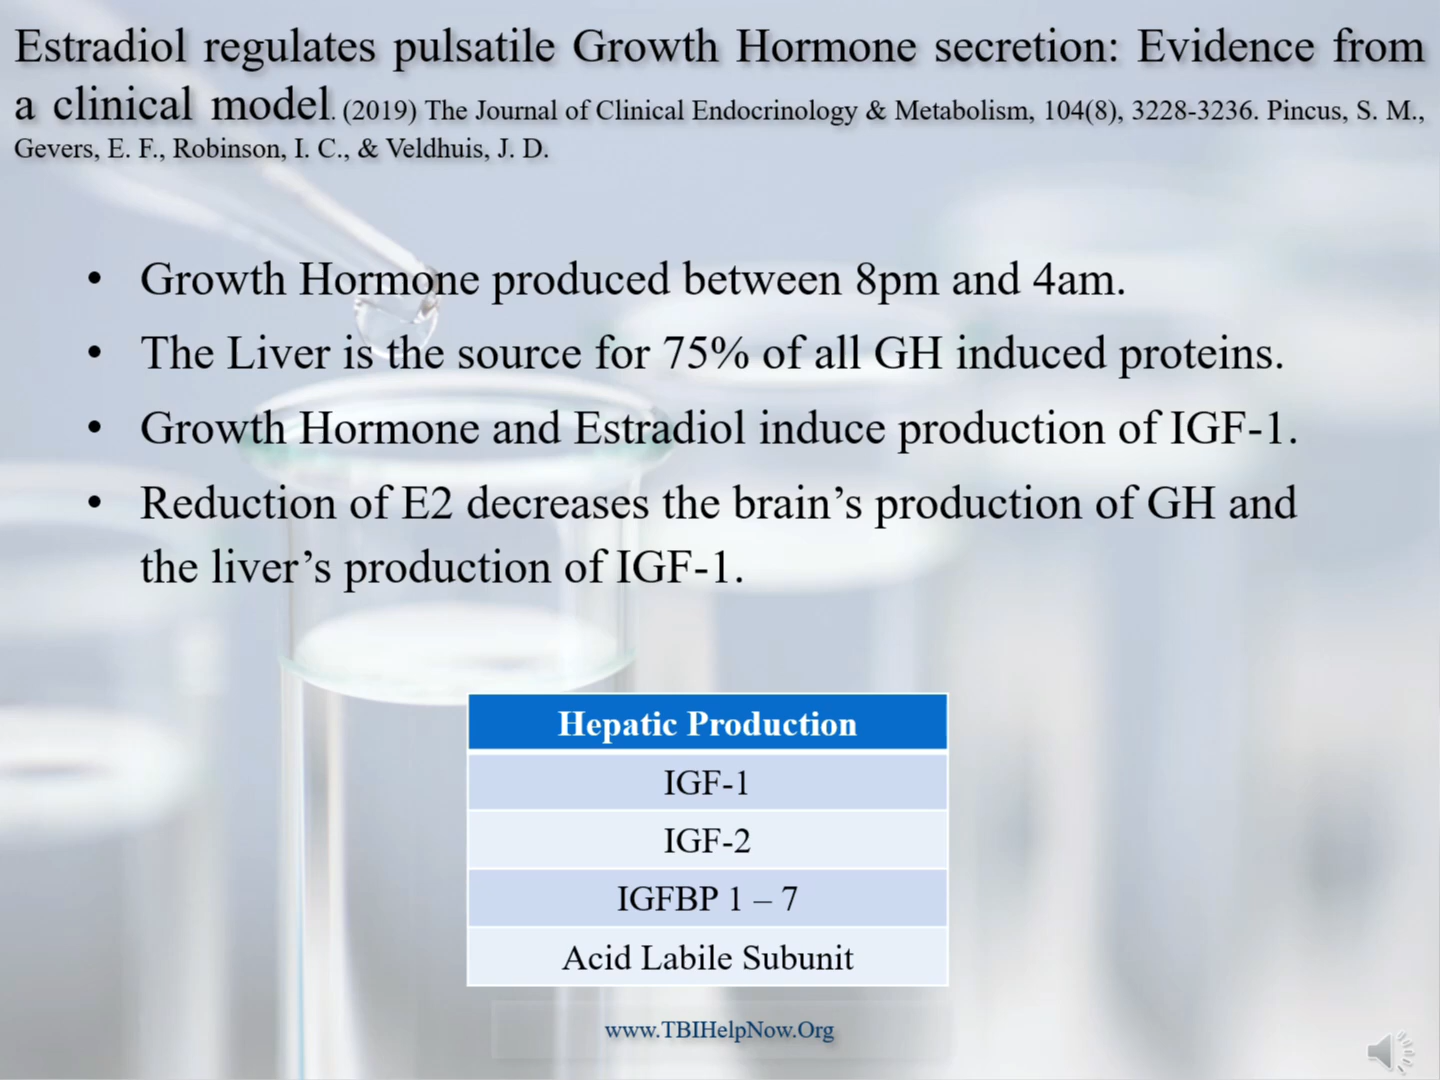 Estradiol regulates pulsatile Growth Hormone secretion: Evidence from
a clinical model. (2019) The Journal of Clinical Endocrinology & Metabolism, 104(8), 3228-3236. Pincus, S. M.,
Gevers, E. F., Robinson, I. C., & Veldhuis, J. D.
• Growth Hormone produced between 8pm and 4am.
• The Liver is the source for 75% of all GH induced proteins.
• Growth Hormone and Estradiol induce production of IGF-1.
• Reduction of E2 decreases the brain’s production of GH and
the liver’s production of IGF-1.
Hepatic Production
IGF-1
IGF-2
IGFBP 1 – 7
Acid Labile Subunit
www.TBIHelpNow.Org